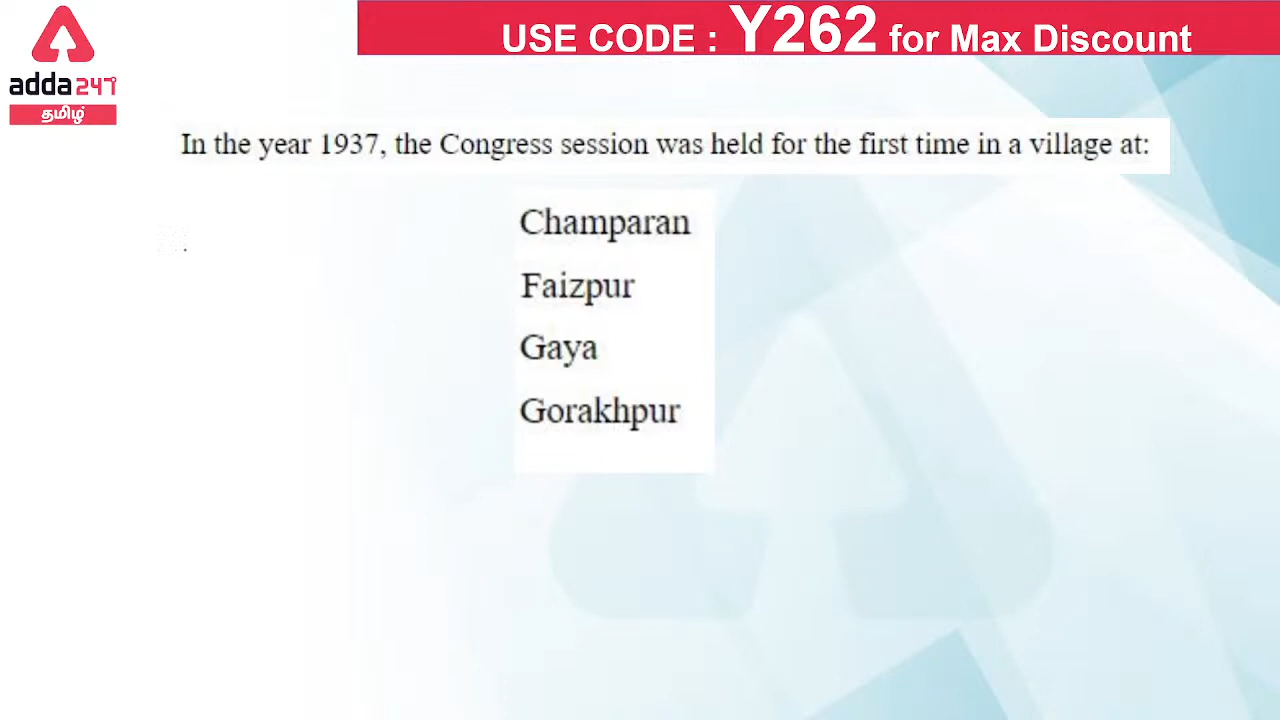 USE CODE : Y262 for Max Discount
adda247
தமிழ்
In the year 1937, the Congress session was held for the first time in a village at:
Champaran
Faizpur
Gaya
Gorakhpur